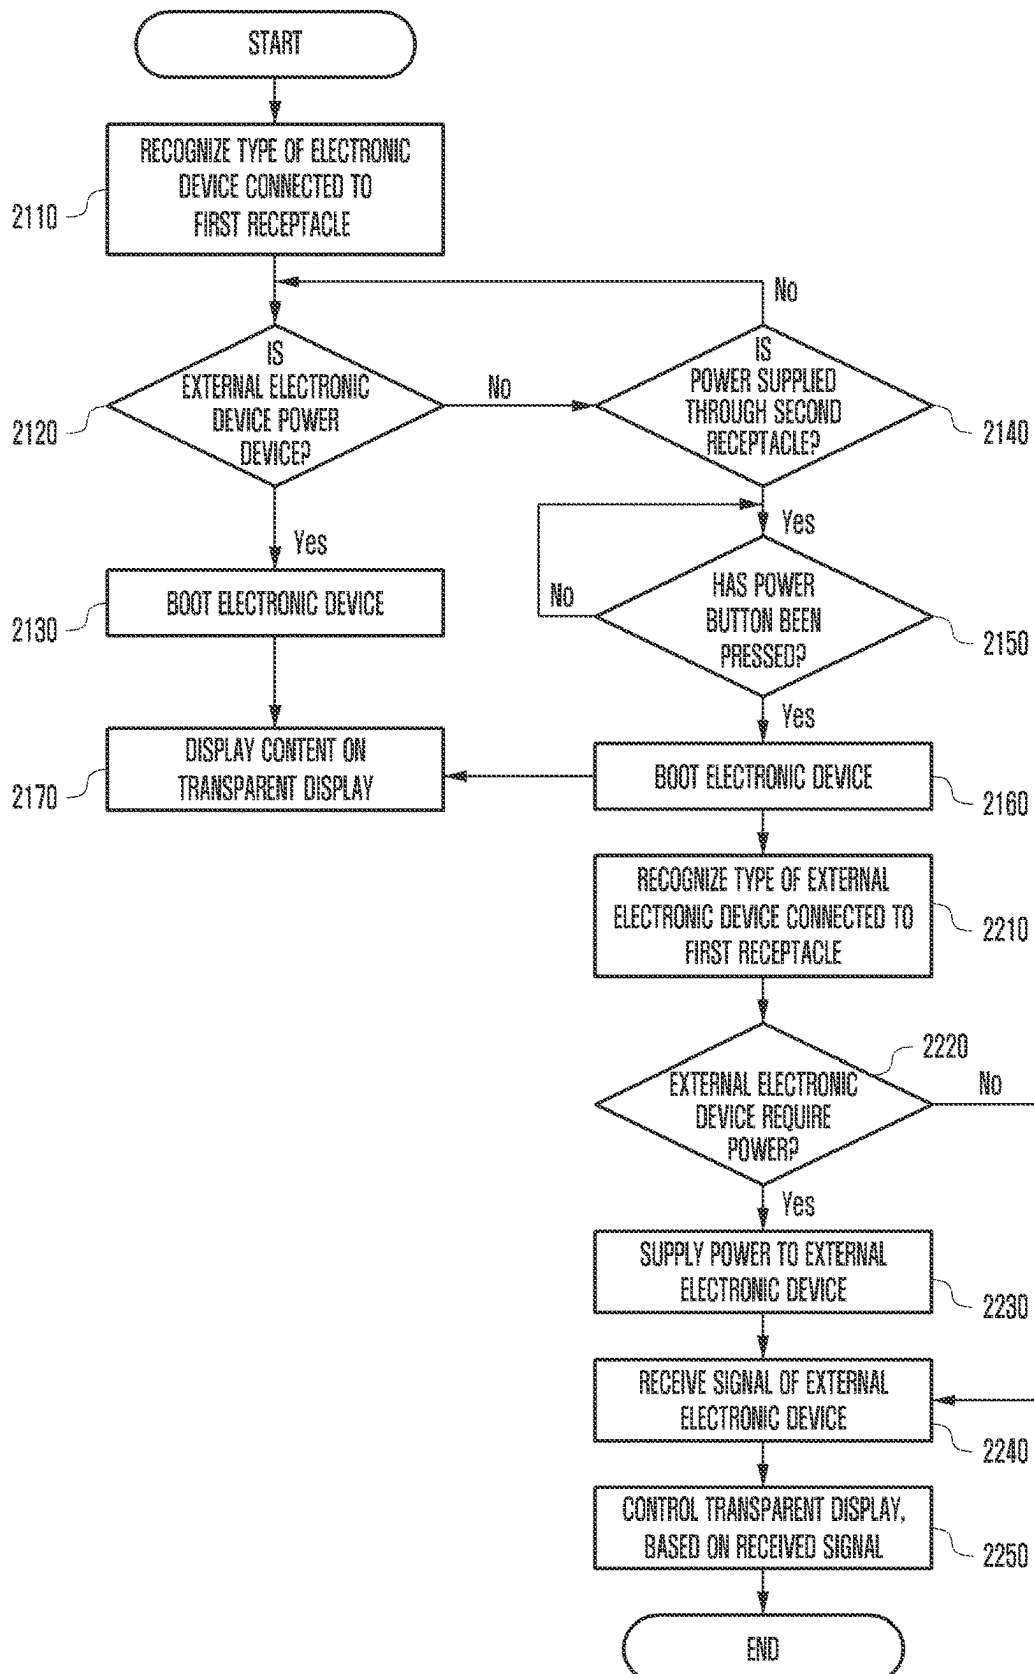 START
RECOGNIZE TYPE OF ELECTRONIC
DEVICE CONNECTED TO
FIRST RECEPTACLE
2110
No
IS
EXTERNAL ELECTRONIC
DEVICE POWER
DEVICE?
2120
No
IS
POWER SUPPLIED
THROUGH SECOND
RECEPTACLE?
2140
Yes
Yes
BOOT ELECTRONIC DEVICE
2130
No
HAS POWER
BUTTON BEEN
PRESSED?
2150
Yes
DISPLAY CONTENT ON
TRANSPARENT DISPLAY
2170
BOOT ELECTRONIC DEVICE
2160
RECOGNIZE TYPE OF EXTERNAL
ELECTRONIC DEVICE CONNECTED TO
FIRST RECEPTACLE
2210
2220
EXTERNAL ELECTRONIC
DEVICE REQUIRE
POWER?
No
Yes
SUPPLY POWER TO EXTERNAL
ELECTRONIC DEVICE
2230
RECEIVE SIGNAL OF EXTERNAL
ELECTRONIC DEVICE
2240
CONTROL TRANSPARENT DISPLAY,
BASED ON RECEIVED SIGNAL
2250
END